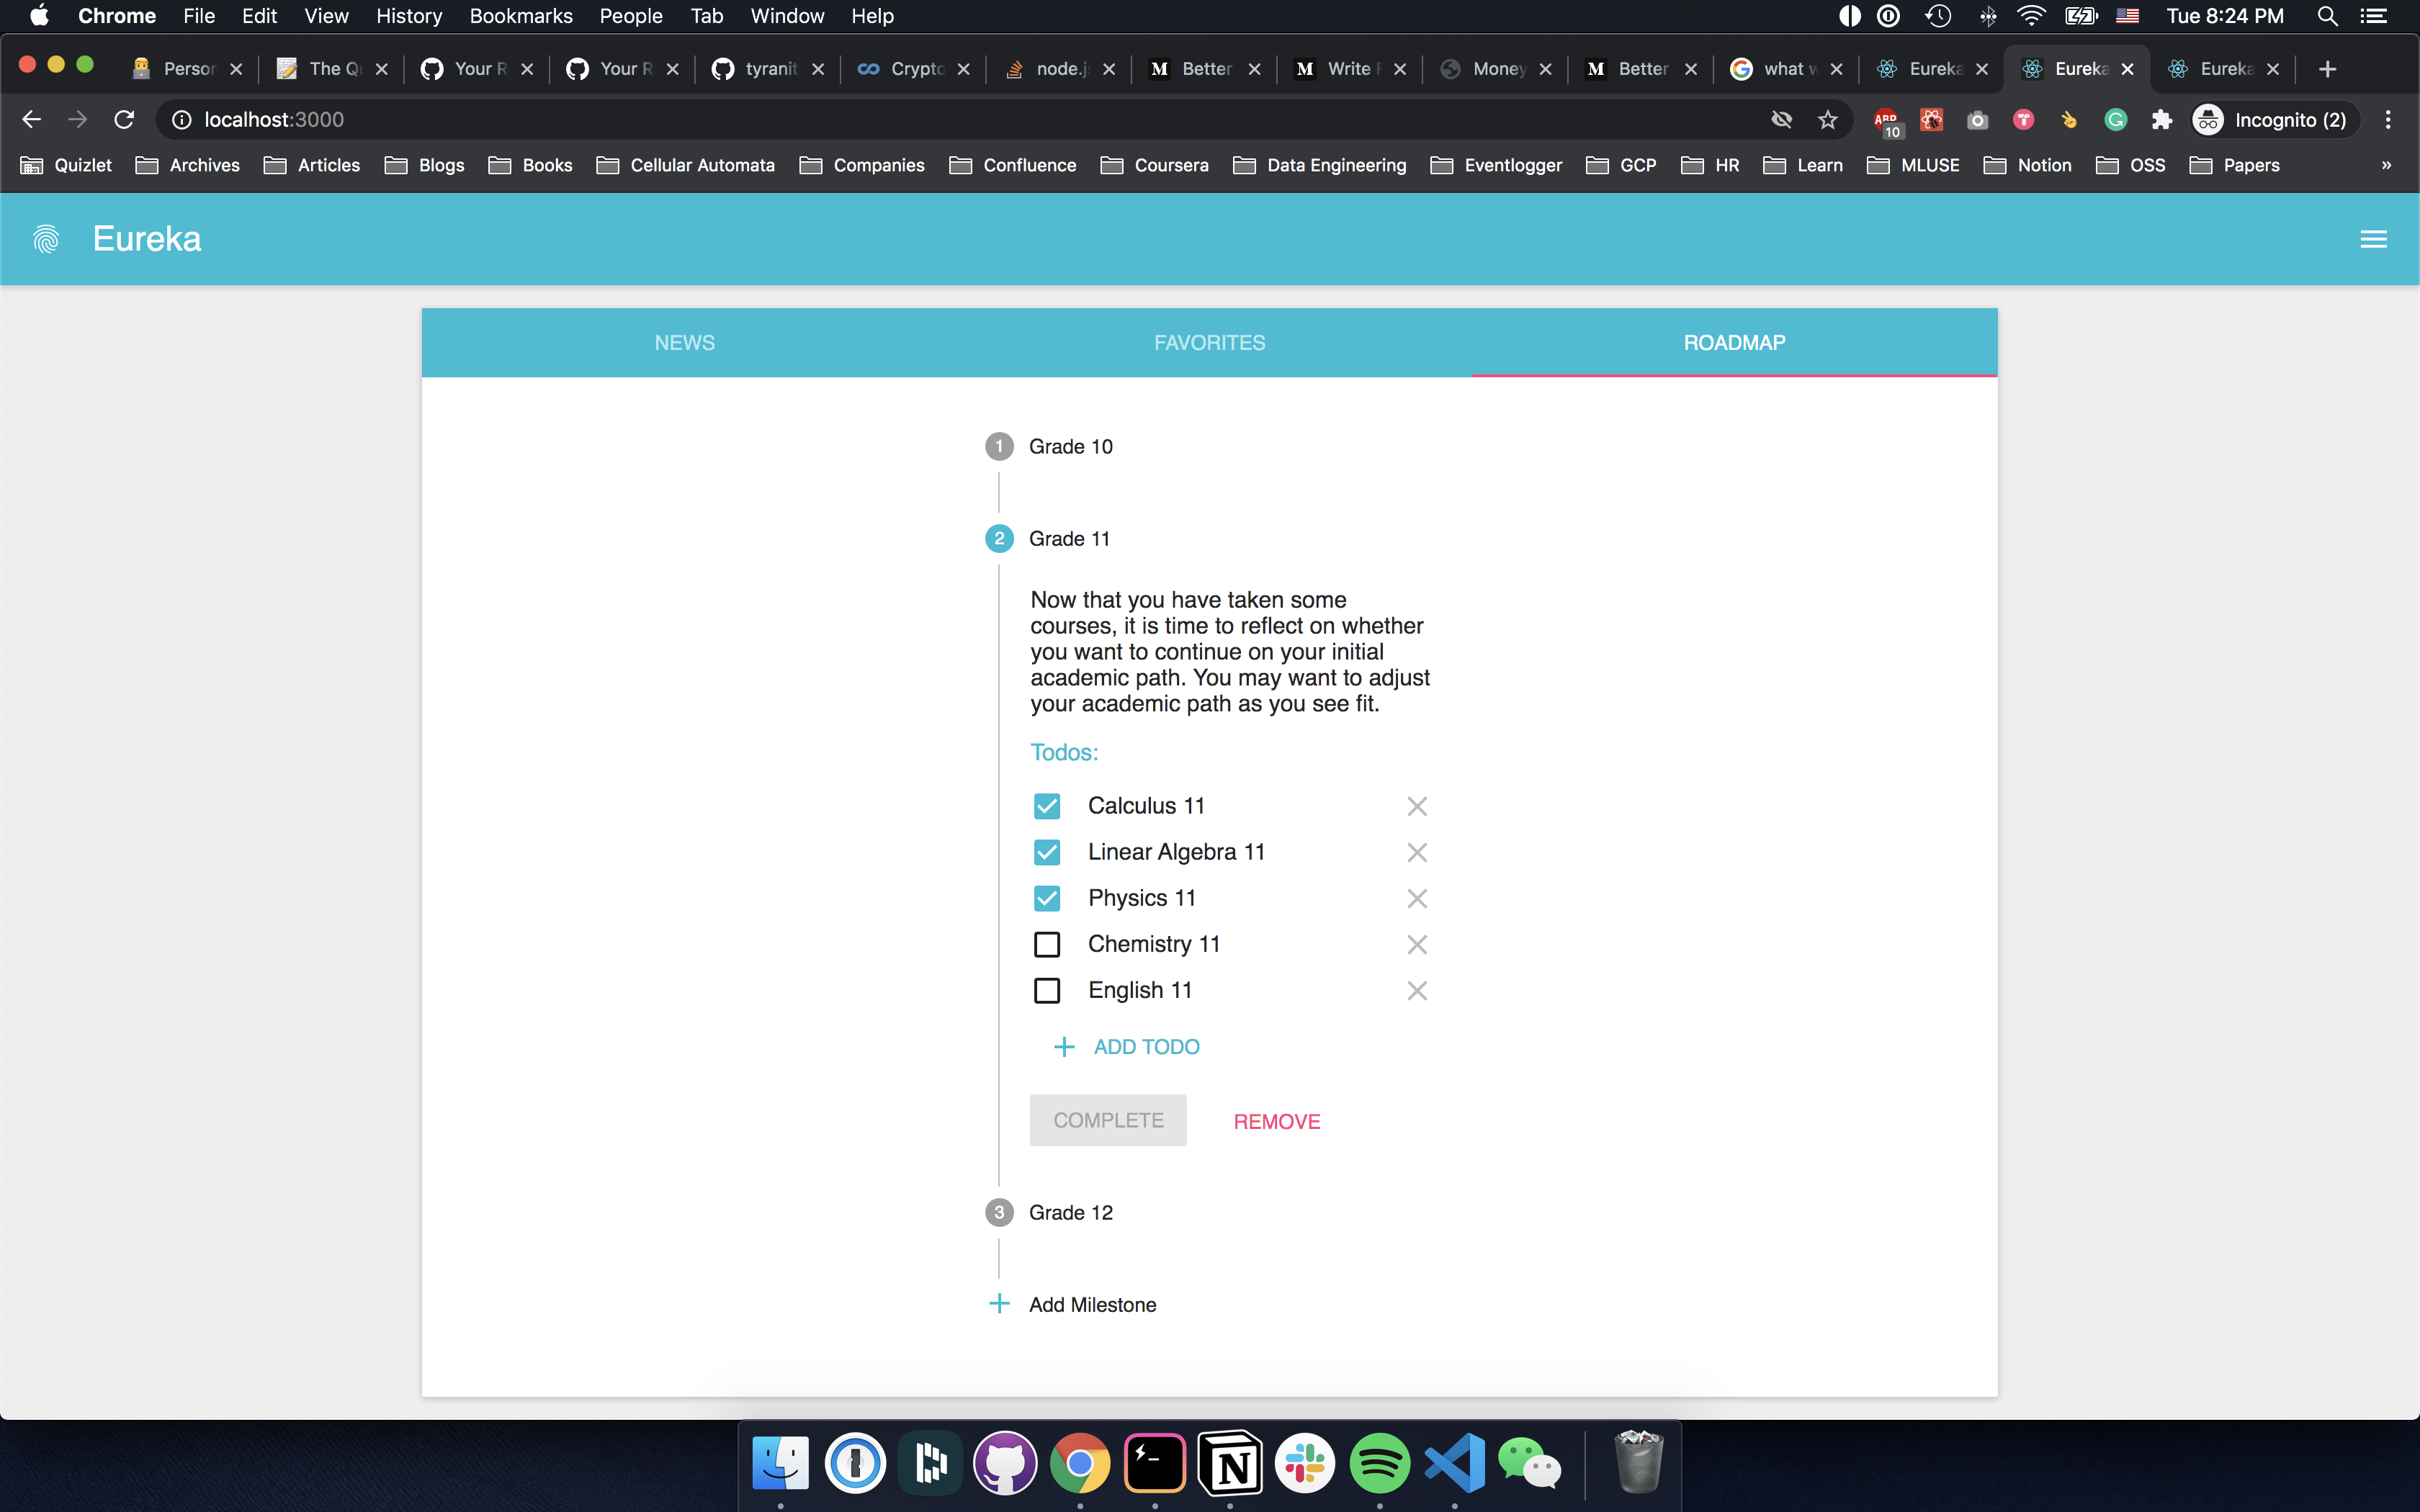 Chrome File Edit View History Bookmarks People Tab Window Help Tue 8:24 PM
Person The Qu Your R Your R tyranit Crypto node.j Better Write Money Better what Eureka Eureka Eureka
localhost:3000 ABP 10 Incognito (2)
Quizlet Archives Articles Blogs Books Cellular Automata Companies Confluence Coursera Data Engineering Eventlogger GCP HR Learn MLUSE Notion OSS Papers »
Eureka
NEWS FAVORITES ROADMAP
1 Grade 10
2 Grade 11
Now that you have taken some
courses, it is time to reflect on whether
you want to continue on your initial
academic path. You may want to adjust
your academic path as you see fit.
Todos:
Calculus 11
Linear Algebra 11
Physics 11
Chemistry 11
English 11
ADD TODO
COMPLETE REMOVE
3 Grade 12
Add Milestone